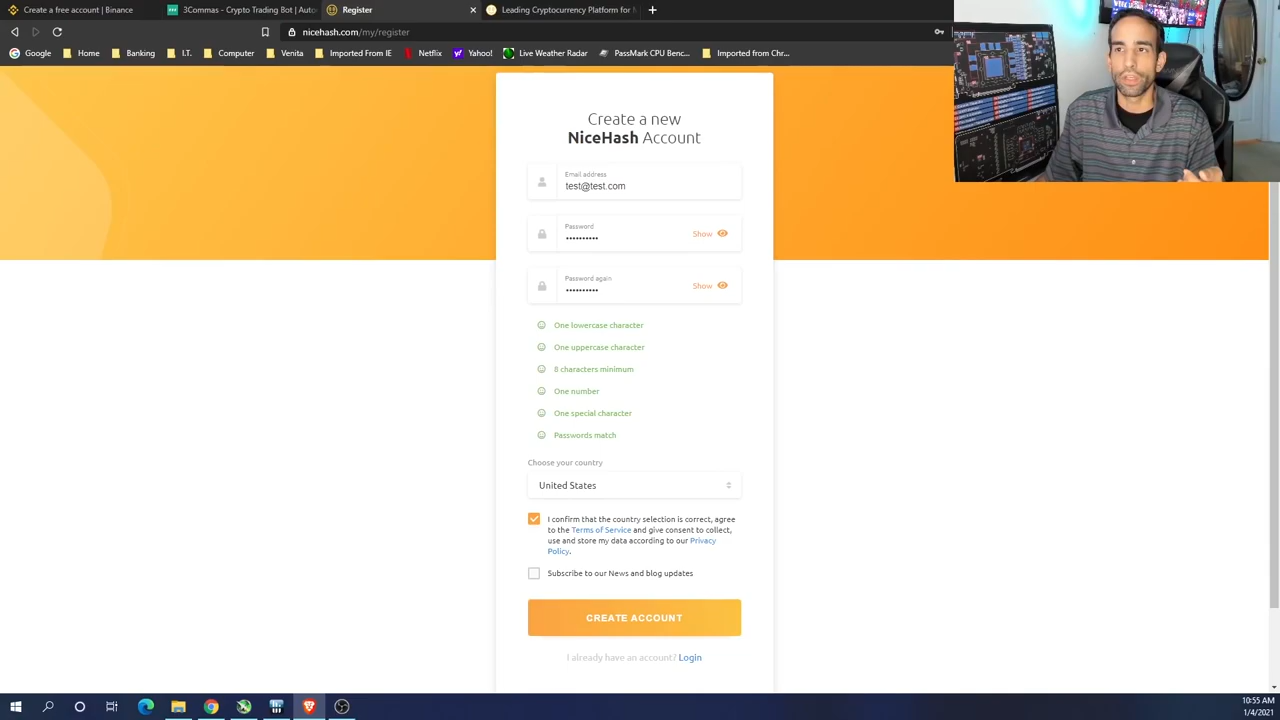 Create a free account | Binance
3Commas - Crypto Trading Bot | Auto
Register
Leading Cryptocurrency Platform for
nicehash.com/my/register
Google
Home
Banking
I.T.
Computer
Venita
Imported From IE
Netflix
Yahoo!
Live Weather Radar
PassMark CPU Benc...
Imported from Chr...
Create a new
NiceHash Account
Email address
test@test.com
Password
••••••••••
Show
Password again
••••••••••
Show
One lowercase character
One uppercase character
8 characters minimum
One number
One special character
Passwords match
Choose your country
United States
I confirm that the country selection is correct, agree
to the Terms of Service and give consent to collect,
use and store my data according to our Privacy
Policy.
Subscribe to our News and blog updates
CREATE ACCOUNT
I already have an account? Login
10:55 AM
1/4/2021